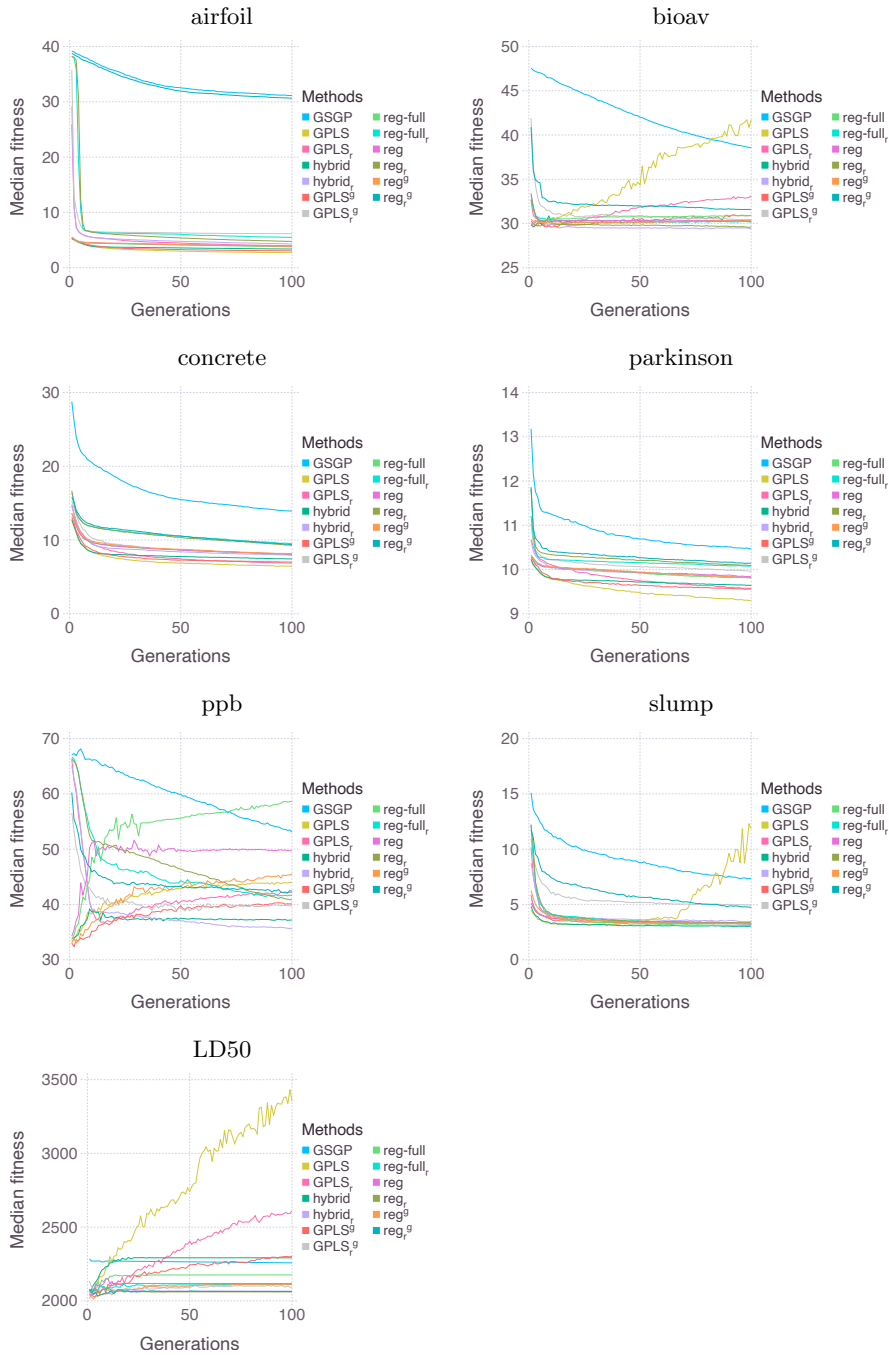 airfoil
Median fitness
40
30
20
10
0
0 50 100
Generations
Methods
GSGP reg-full
GPLS reg-full_r
GPLS_r reg
hybrid reg_r
hybrid_r reg^g
GPLS^g reg_r^g
GPLS_r^g
bioav
Median fitness
50
45
40
35
30
25
0 50 100
Generations
Methods
GSGP reg-full
GPLS reg-full_r
GPLS_r reg
hybrid reg_r
hybrid_r reg^g
GPLS^g reg_r^g
GPLS_r^g
concrete
Median fitness
30
20
10
0
0 50 100
Generations
Methods
GSGP reg-full
GPLS reg-full_r
GPLS_r reg
hybrid reg_r
hybrid_r reg^g
GPLS^g reg_r^g
GPLS_r^g
parkinson
Median fitness
14
13
12
11
10
9
0 50 100
Generations
Methods
GSGP reg-full
GPLS reg-full_r
GPLS_r reg
hybrid reg_r
hybrid_r reg^g
GPLS^g reg_r^g
GPLS_r^g
ppb
Median fitness
70
60
50
40
30
0 50 100
Generations
Methods
GSGP reg-full
GPLS reg-full_r
GPLS_r reg
hybrid reg_r
hybrid_r reg^g
GPLS^g reg_r^g
GPLS_r^g
slump
Median fitness
20
15
10
5
0
0 50 100
Generations
Methods
GSGP reg-full
GPLS reg-full_r
GPLS_r reg
hybrid reg_r
hybrid_r reg^g
GPLS^g reg_r^g
GPLS_r^g
LD50
Median fitness
3500
3000
2500
2000
0 50 100
Generations
Methods
GSGP reg-full
GPLS reg-full_r
GPLS_r reg
hybrid reg_r
hybrid_r reg^g
GPLS^g reg_r^g
GPLS_r^g